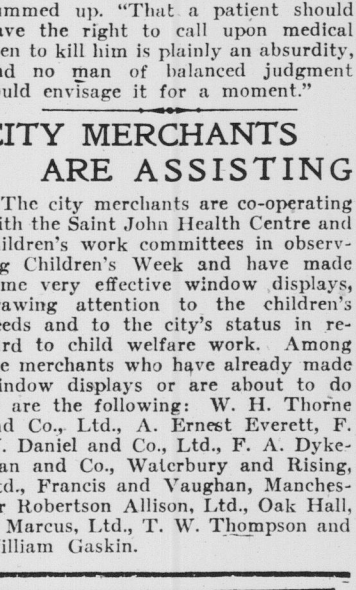 ummed up. "That a patient should
ave the right to call upon medical
en to kill him is plainly an absurdity,
nd no man of balanced judgment
ould envisage it for a moment."
CITY MERCHANTS
ARE ASSISTING
The city merchants are co-operating
ith the Saint John Health Centre and
ildren's work committees in observ-
g Children's Week and have made
me very effective window displays,
rawing attention to the children's
eeds and to the city's status in re-
rd to child welfare work. Among
e merchants who have already made
indow displays or are about to do
are the following: W. H. Thorne
nd Co., Ltd., A. Ernest Everett, F.
. Daniel and Co., Ltd., F. A. Dyke-
an and Co., Waterbury and Rising,
td., Francis and Vaughan, Manches-
r Robertson Allison, Ltd., Oak Hall,
Marcus, Ltd., T. W. Thompson and
illiam Gaskin.